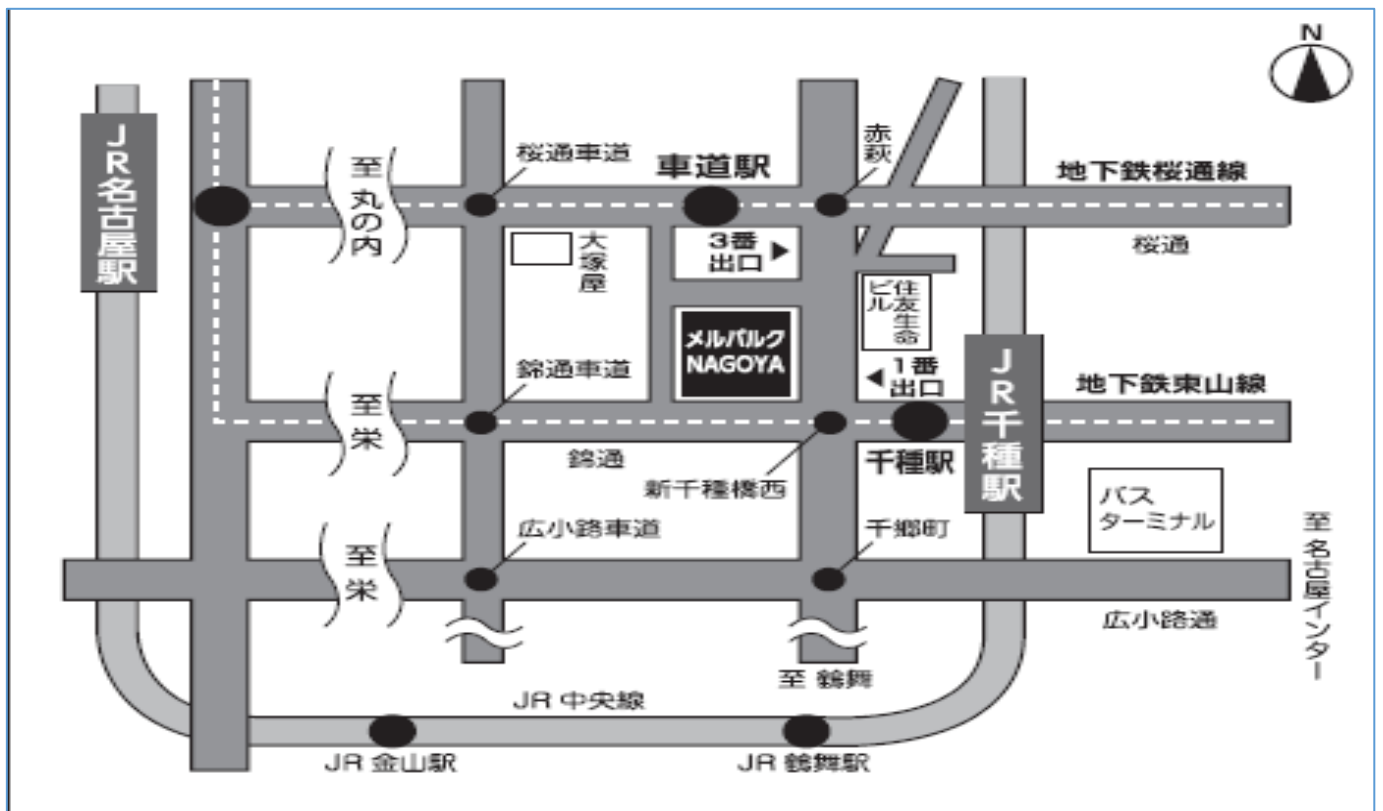 N
JR名古屋駅
至丸の内
桜通車道
車道駅
赤萩
地下鉄桜通線
桜通
大塚屋
3番
出口
住友生命
ビル
メルパルク
NAGOYA
1番
出口
JR千種駅
地下鉄東山線
錦通車道
至栄
錦通
千種駅
新千種橋西
バス
ターミナル
至 名古屋インター
広小路車道
千郷町
至栄
広小路通
至 鶴舞
JR 中央線
JR 金山駅
JR 鶴舞駅